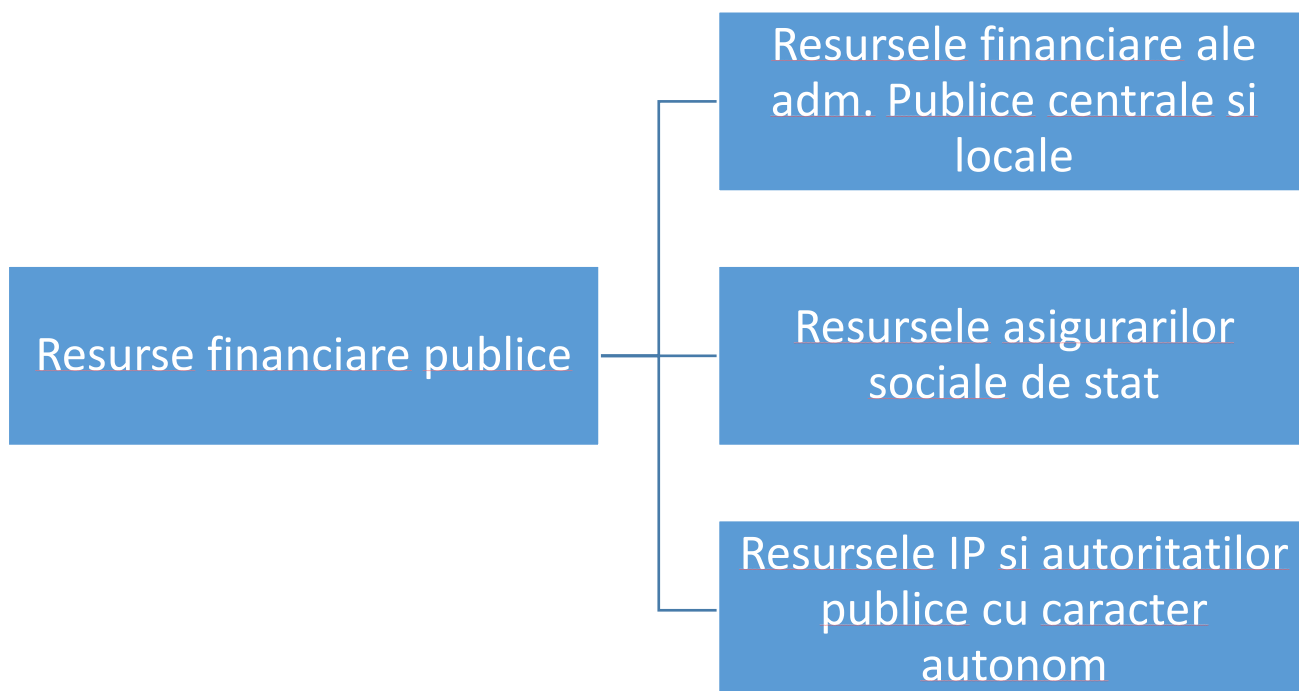 Resurse financiare publice
Resursele financiare ale
adm. Publice centrale si
locale
Resursele asigurarilor
sociale de stat
Resursele IP si autoritatilor
publice cu caracter
autonom